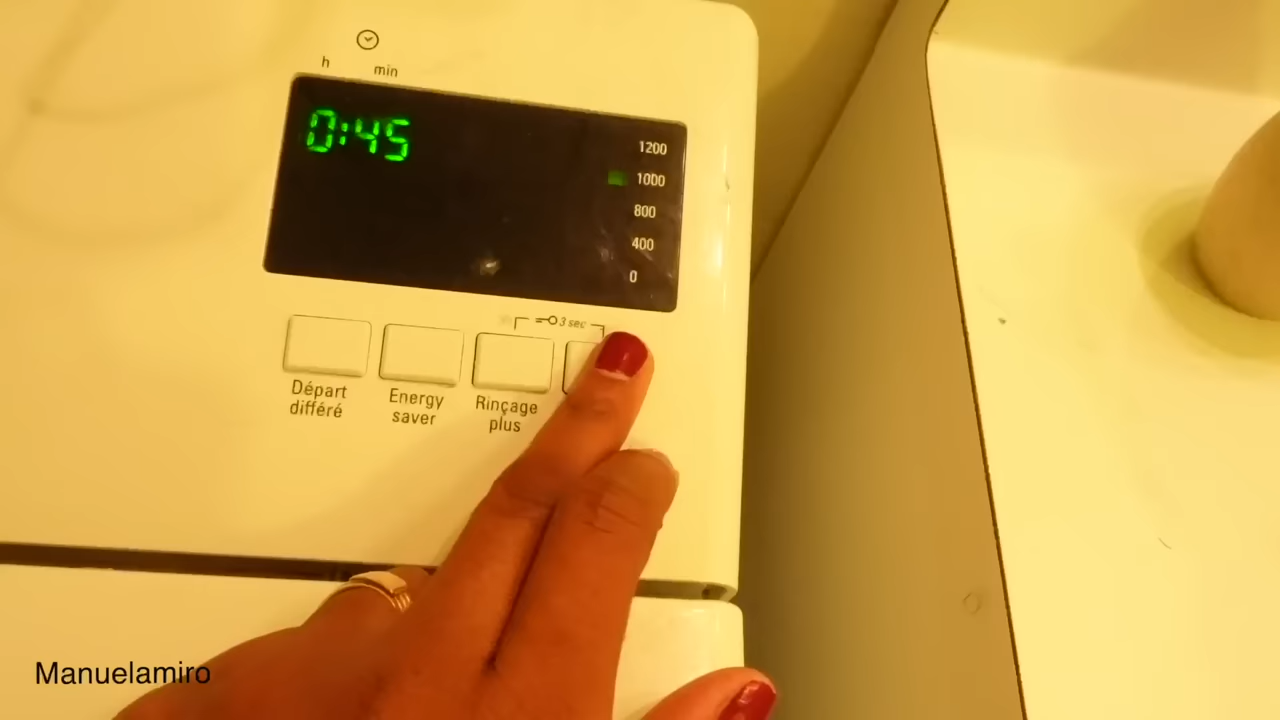 h min
0:45
1200
1000
800
400
0
3 sec
Départ différé
Energy saver
Rinçage plus
Manuelamiro